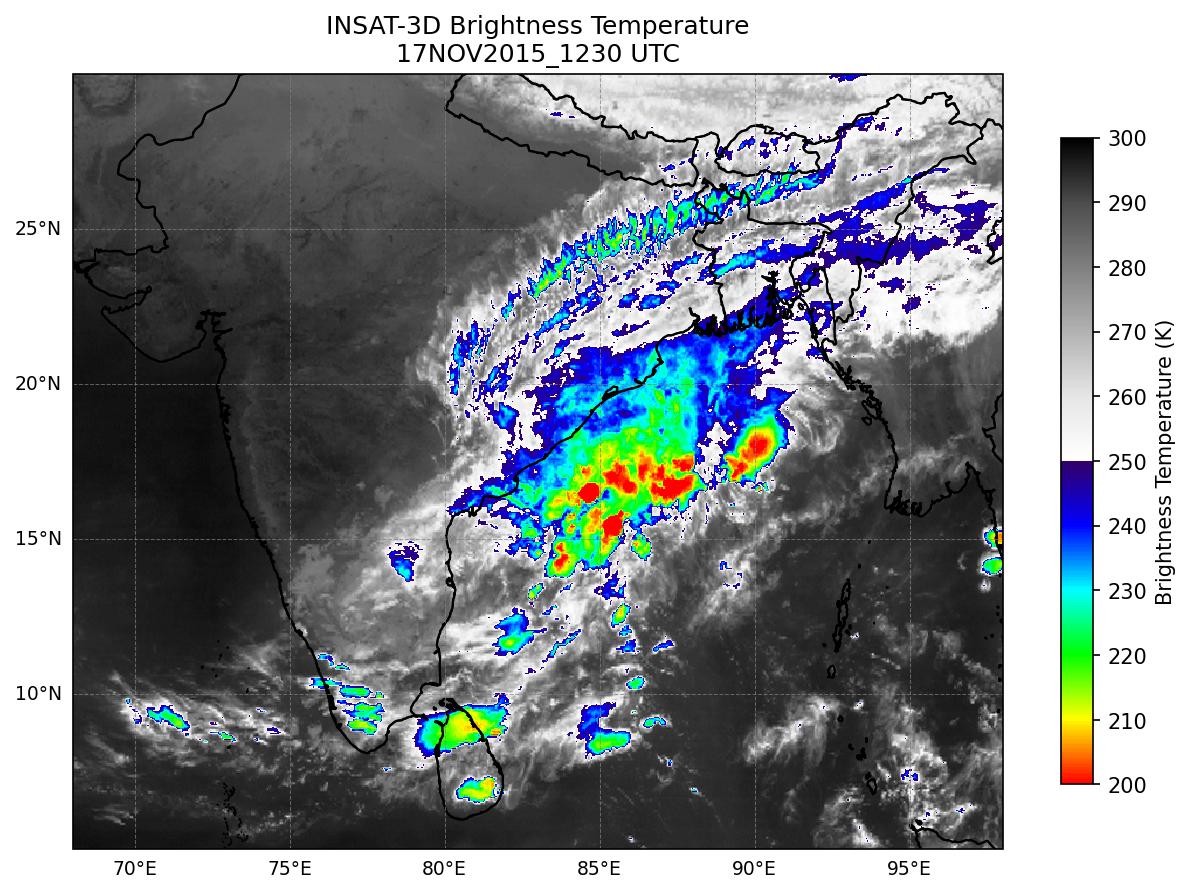 INSAT-3D Brightness Temperature
17NOV2015_1230 UTC
25°N
20°N
15°N
10°N
70°E
75°E
80°E
85°E
90°E
95°E
300
290
280
270
260
250
240
230
220
210
200
Brightness Temperature (K)